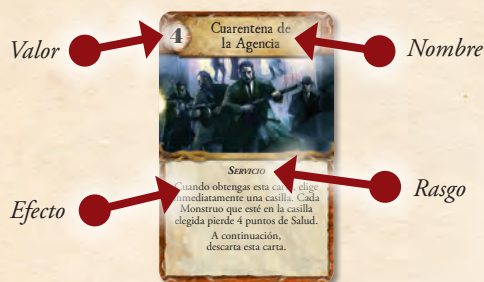 Valor
4
Cuarentena de
la Agencia
Nombre
SERVICIO
Cuando obtengas esta carta, elige
inmediatamente una casilla. Cada
Monstruo que esté en la casilla
elegida pierde 4 puntos de Salud.
A continuación,
descarta esta carta.
Efecto
Rasgo